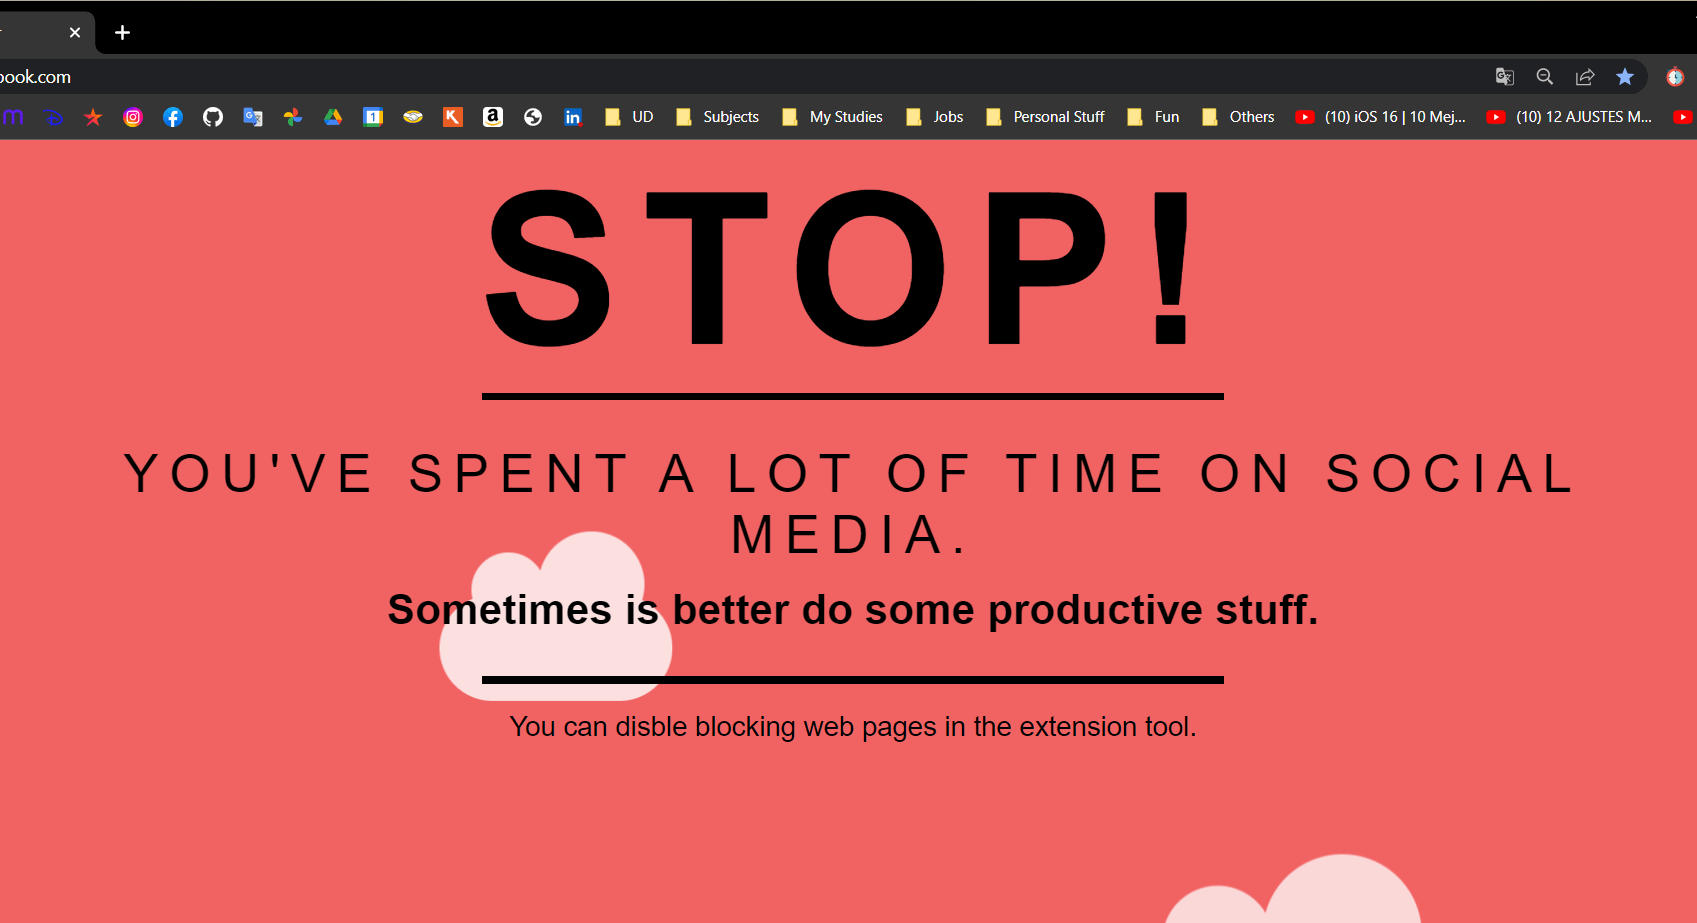 book.com
UD Subjects My Studies Jobs Personal Stuff Fun Others (10) iOS 16 | 10 Mej... (10) 12 AJUSTES M...
STOP!
YOU'VE SPENT A LOT OF TIME ON SOCIAL
MEDIA.
Sometimes is better do some productive stuff.
You can disble blocking web pages in the extension tool.